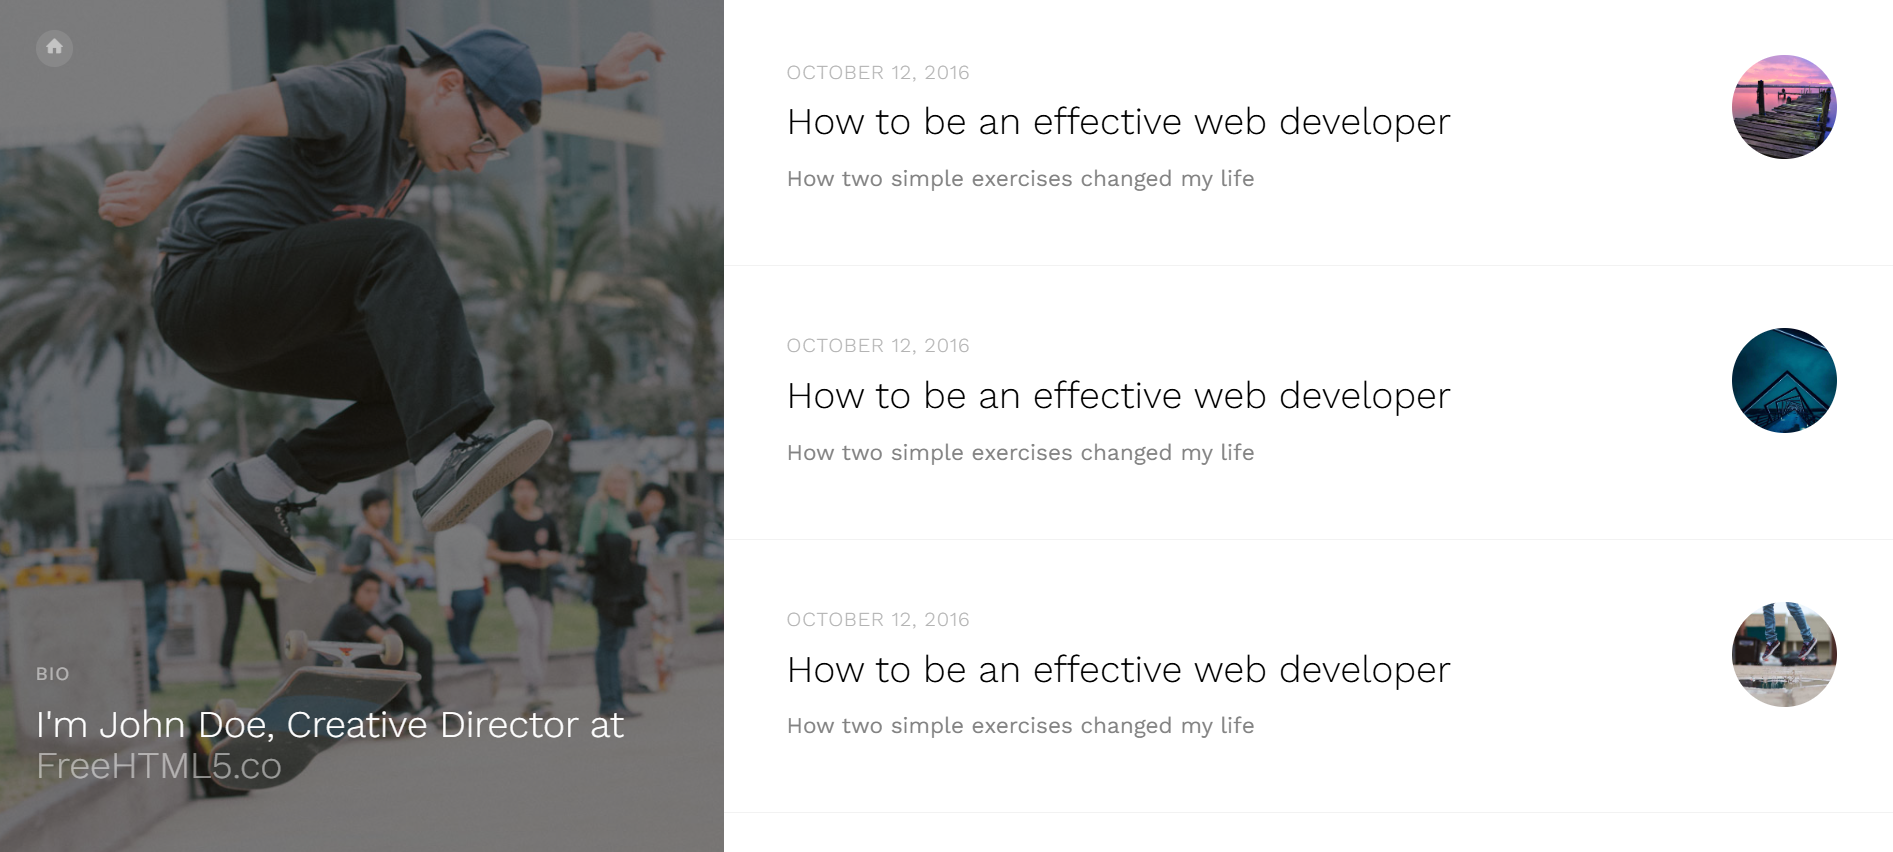 BIO
I'm John Doe, Creative Director at
FreeHTML5.co
OCTOBER 12, 2016
How to be an effective web developer
How two simple exercises changed my life
OCTOBER 12, 2016
How to be an effective web developer
How two simple exercises changed my life
OCTOBER 12, 2016
How to be an effective web developer
How two simple exercises changed my life